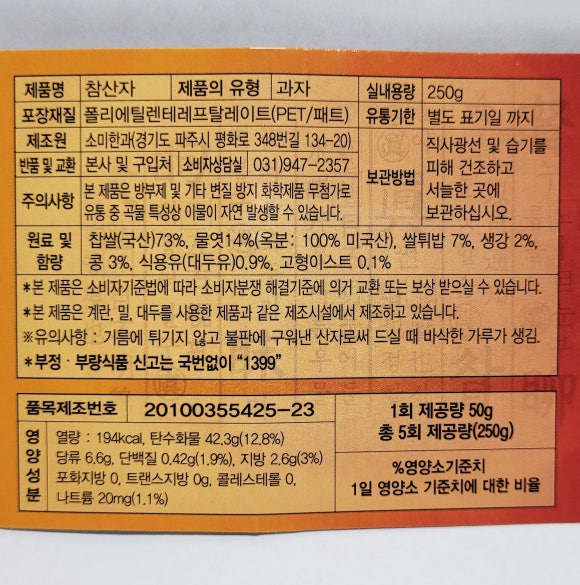 제품명 참산자 제품의 유형 과자 실내용량 250g
포장재질 폴리에틸렌테레프탈레이트(PET/패트) 유통기한 별도 표기일 까지
제조원 소미한과(경기도 파주시 평화로 348번길 134-20)
반품 및 교환 본사 및 구입처 소비자상담실 031)947-2357
보관방법 직사광선 및 습기를
피해 건조하고
서늘한 곳에
보관하십시오.
주의사항 본 제품은 방부제 및 기타 변질 방지 화학제품 무첨가로
유통 중 곡물 특성상 이물이 자연 발생할 수 있습니다.
원료 및
함량
찹쌀(국산)73%, 물엿14%(옥분: 100% 미국산), 쌀튀밥 7%, 생강 2%,
콩 3%, 식용유(대두유)0.9%, 고형이스트 0.1%
*본 제품은 소비자기준법에 따라 소비자분쟁 해결기준에 의거 교환 또는 보상 받으실 수 있습니다.
*본 제품은 계란, 밀, 대두를 사용한 제품과 같은 제조시설에서 제조하고 있습니다.
※유의사항 : 기름에 튀기지 않고 불판에 구워낸 산자로써 드실 때 바삭한 가루가 생김.
*부정·부량식품 신고는 국번없이 "1399"
품목제조번호 20100355425-23
영양성분
열량 : 194kcal, 탄수화물 42.3g(12.8%)
당류 6.6g, 단백질 0.42g(1.9%), 지방 2.6g(3%)
포화지방 0, 트랜스지방 0g, 콜레스테롤 0,
나트륨 20mg(1.1%)
1회 제공량 50g
총 5회 제공량(250g)
%영양소기준치
1일 영양소 기준치에 대한 비율